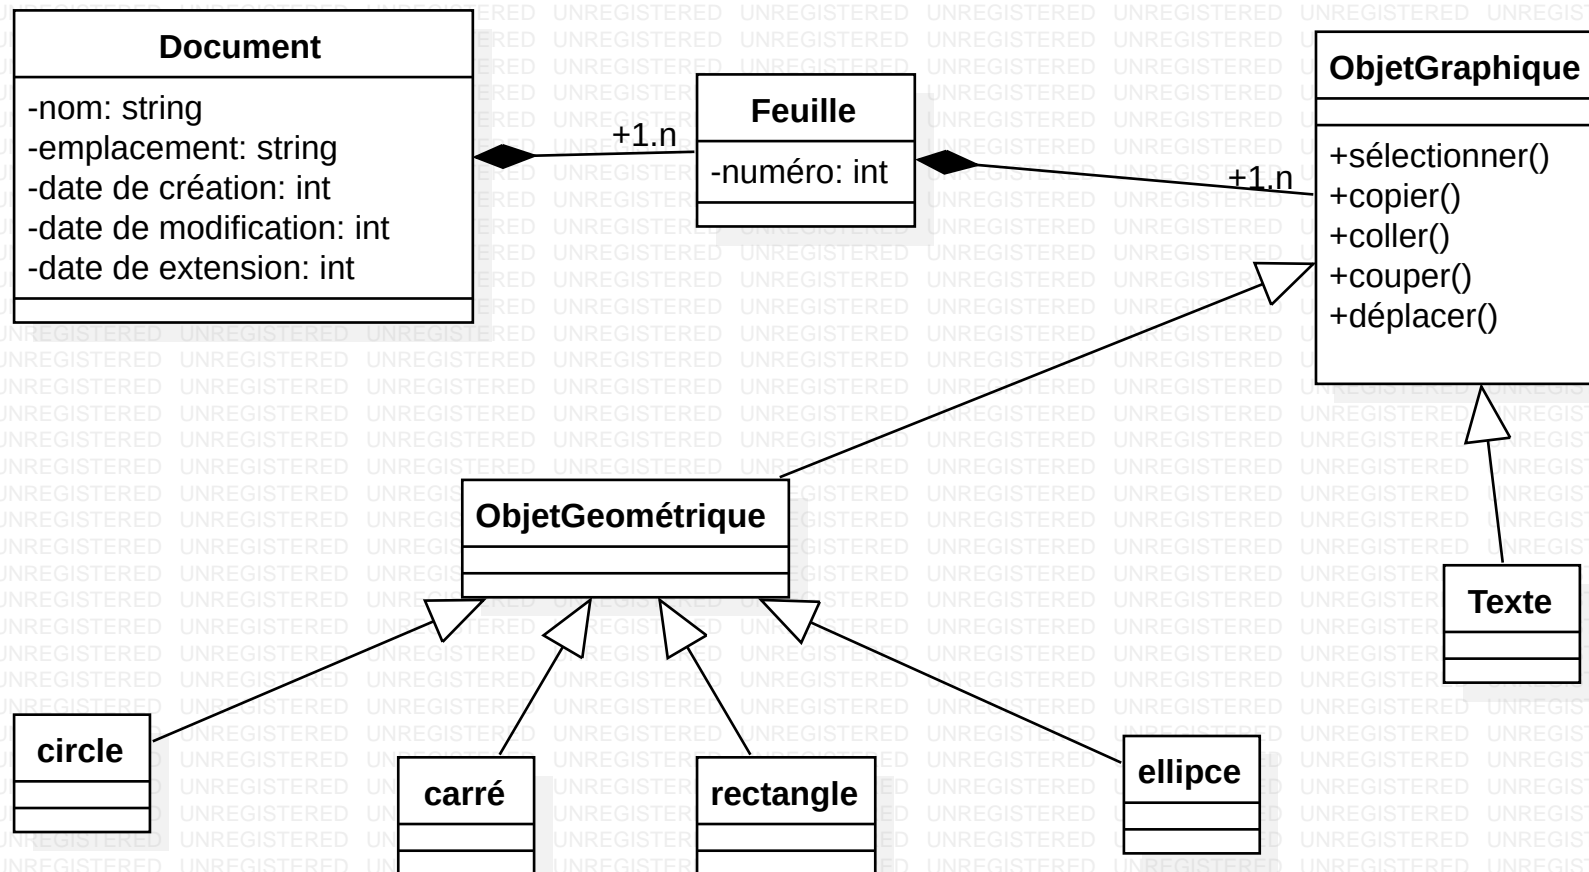 Document
-nom: string
-emplacement: string
-date de création: int
-date de modification: int
-date de extension: int
+1.n
Feuille
-numéro: int
+1.n
ObjetGraphique
+sélectionner()
+copier()
+coller()
+couper()
+déplacer()
ObjetGeométrique
Texte
circle
carré
rectangle
ellipce
UNREGISTERED